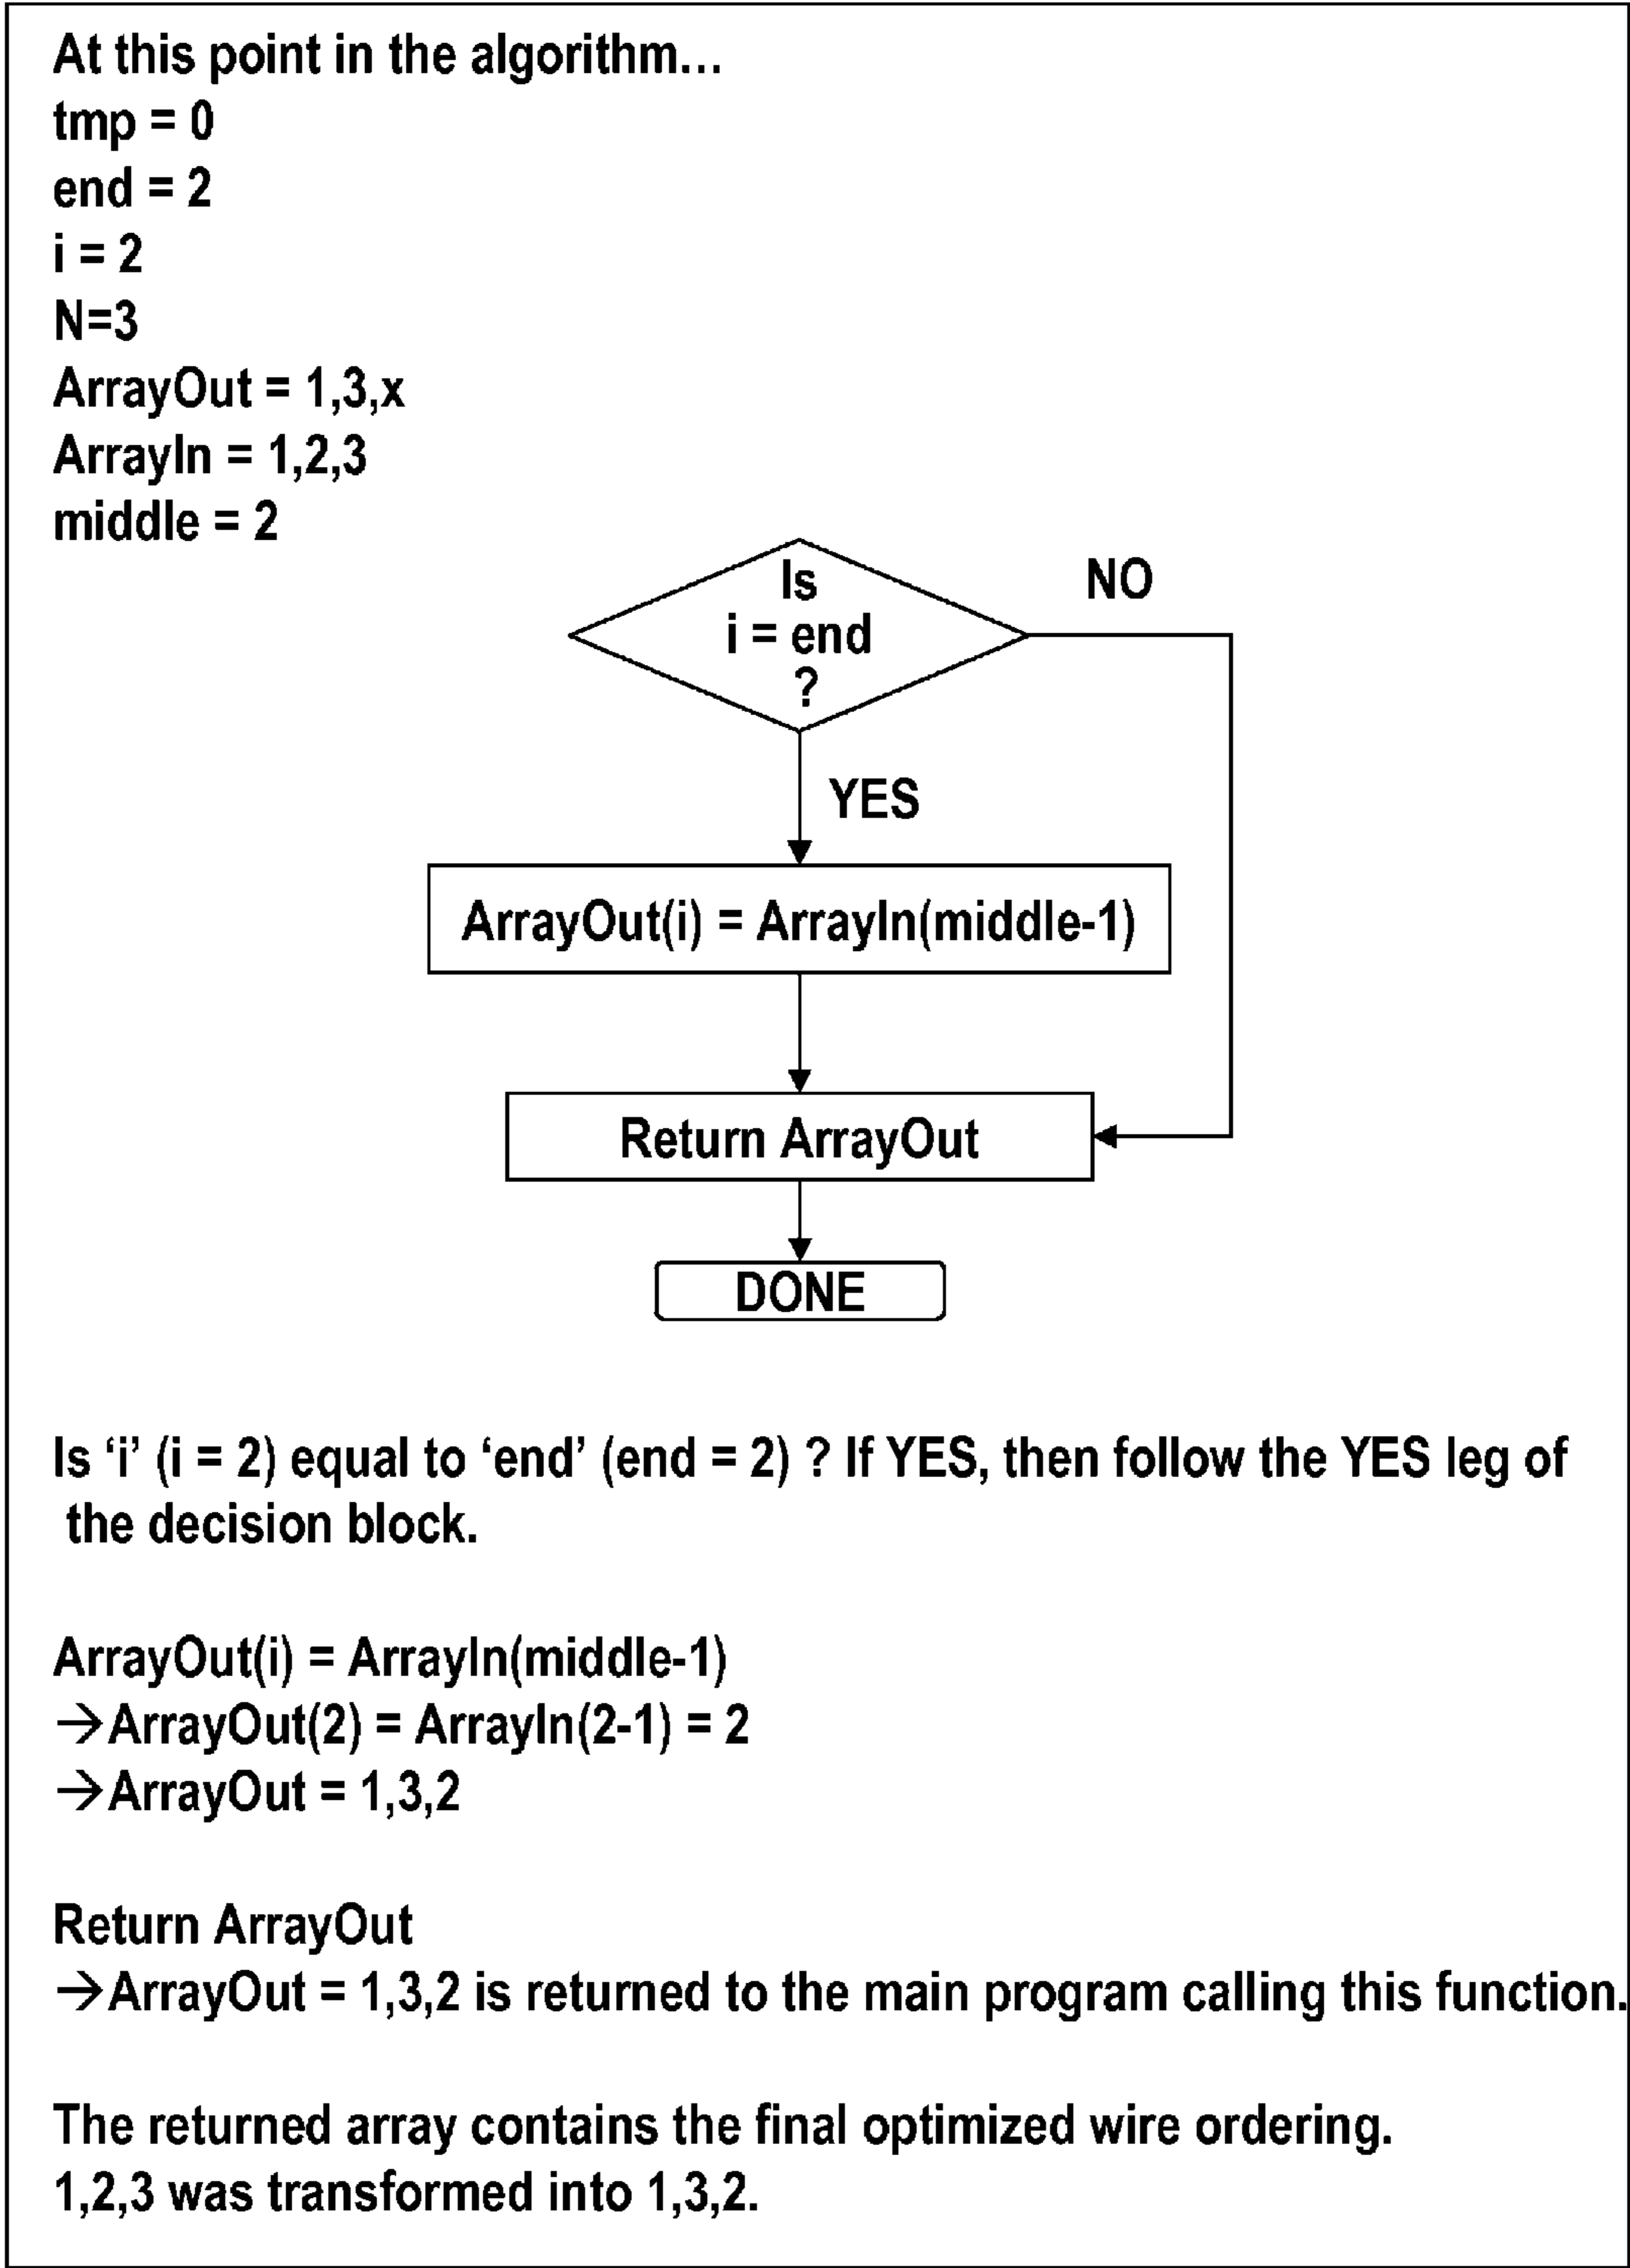 At this point in the algorithm...
tmp = 0
end = 2
i = 2
N=3
ArrayOut = 1,3,x
ArrayIn = 1,2,3
middle = 2
Is
i = end
?
NO
YES
ArrayOut(i) = ArrayIn(middle-1)
Return ArrayOut
DONE
Is ‘i’ (i = 2) equal to ‘end’ (end = 2) ? If YES, then follow the YES leg of
the decision block.
ArrayOut(i) = ArrayIn(middle-1)
→ArrayOut(2) = ArrayIn(2-1) = 2
→ArrayOut = 1,3,2
Return ArrayOut
→ArrayOut = 1,3,2 is returned to the main program calling this function.
The returned array contains the final optimized wire ordering.
1,2,3 was transformed into 1,3,2.